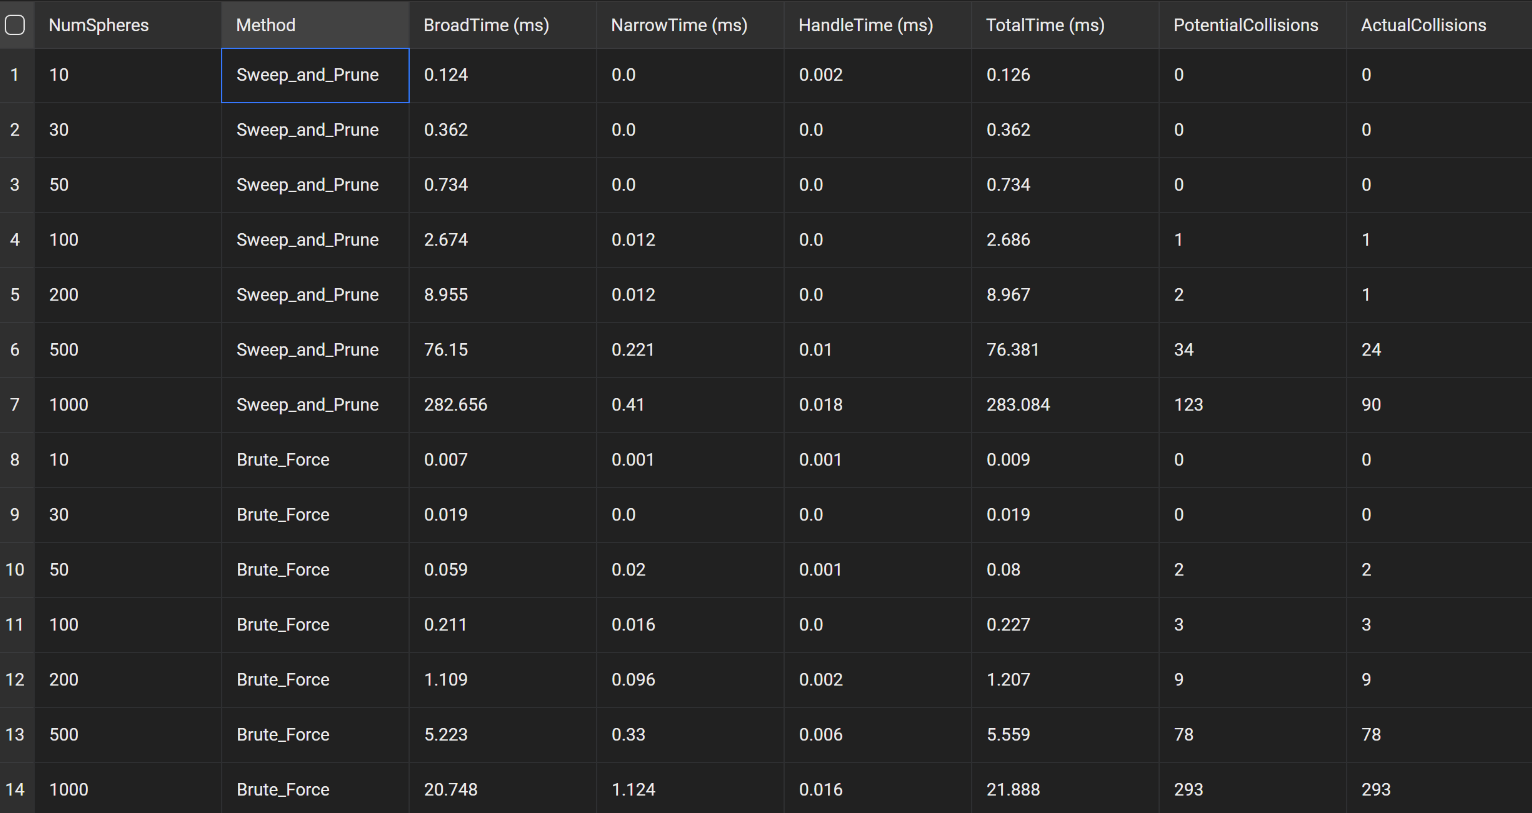 NumSpheres Method BroadTime (ms) NarrowTime (ms) HandleTime (ms) TotalTime (ms) PotentialCollisions ActualCollisions
1 10 Sweep_and_Prune 0.124 0.0 0.002 0.126 0 0
2 30 Sweep_and_Prune 0.362 0.0 0.0 0.362 0 0
3 50 Sweep_and_Prune 0.734 0.0 0.0 0.734 0 0
4 100 Sweep_and_Prune 2.674 0.012 0.0 2.686 1 1
5 200 Sweep_and_Prune 8.955 0.012 0.0 8.967 2 1
6 500 Sweep_and_Prune 76.15 0.221 0.01 76.381 34 24
7 1000 Sweep_and_Prune 282.656 0.41 0.018 283.084 123 90
8 10 Brute_Force 0.007 0.001 0.001 0.009 0 0
9 30 Brute_Force 0.019 0.0 0.0 0.019 0 0
10 50 Brute_Force 0.059 0.02 0.001 0.08 2 2
11 100 Brute_Force 0.211 0.016 0.0 0.227 3 3
12 200 Brute_Force 1.109 0.096 0.002 1.207 9 9
13 500 Brute_Force 5.223 0.33 0.006 5.559 78 78
14 1000 Brute_Force 20.748 1.124 0.016 21.888 293 293